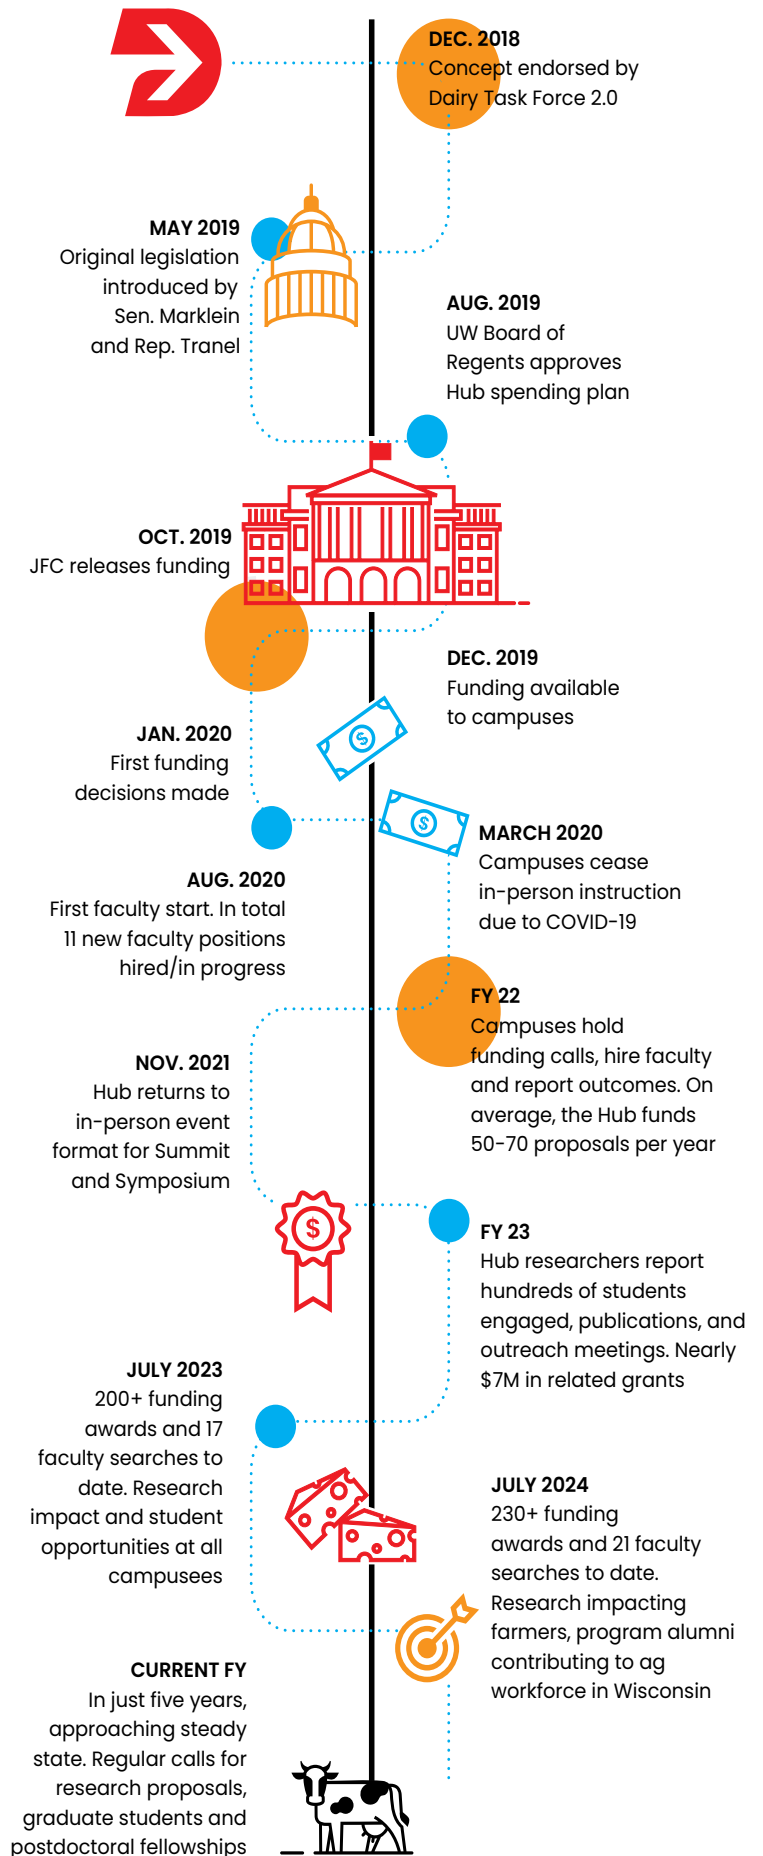 DEC. 2018
Concept endorsed by
Dairy Task Force 2.0
MAY 2019
Original legislation
introduced by
Sen. Marklein
and Rep. Tranel
AUG. 2019
UW Board of
Regents approves
Hub spending plan
OCT. 2019
JFC releases funding
DEC. 2019
Funding available
to campuses
$
JAN. 2020
First funding
decisions made
$
MARCH 2020
Campuses cease
in-person instruction
due to COVID-19
AUG. 2020
First faculty start. In total
11 new faculty positions
hired/in progress
FY 22
Campuses hold
funding calls, hire faculty
and report outcomes. On
average, the Hub funds
50-70 proposals per year
NOV. 2021
Hub returns to
in-person event
format for Summit
and Symposium
$
FY 23
Hub researchers report
hundreds of students
engaged, publications, and
outreach meetings. Nearly
$7M in related grants
JULY 2023
200+ funding
awards and 17
faculty searches to
date. Research
impact and student
opportunities at all
campusees
JULY 2024
230+ funding
awards and 21 faculty
searches to date.
Research impacting
farmers, program alumni
contributing to ag
workforce in Wisconsin
CURRENT FY
In just five years,
approaching steady
state. Regular calls for
research proposals,
graduate students and
postdoctoral fellowships